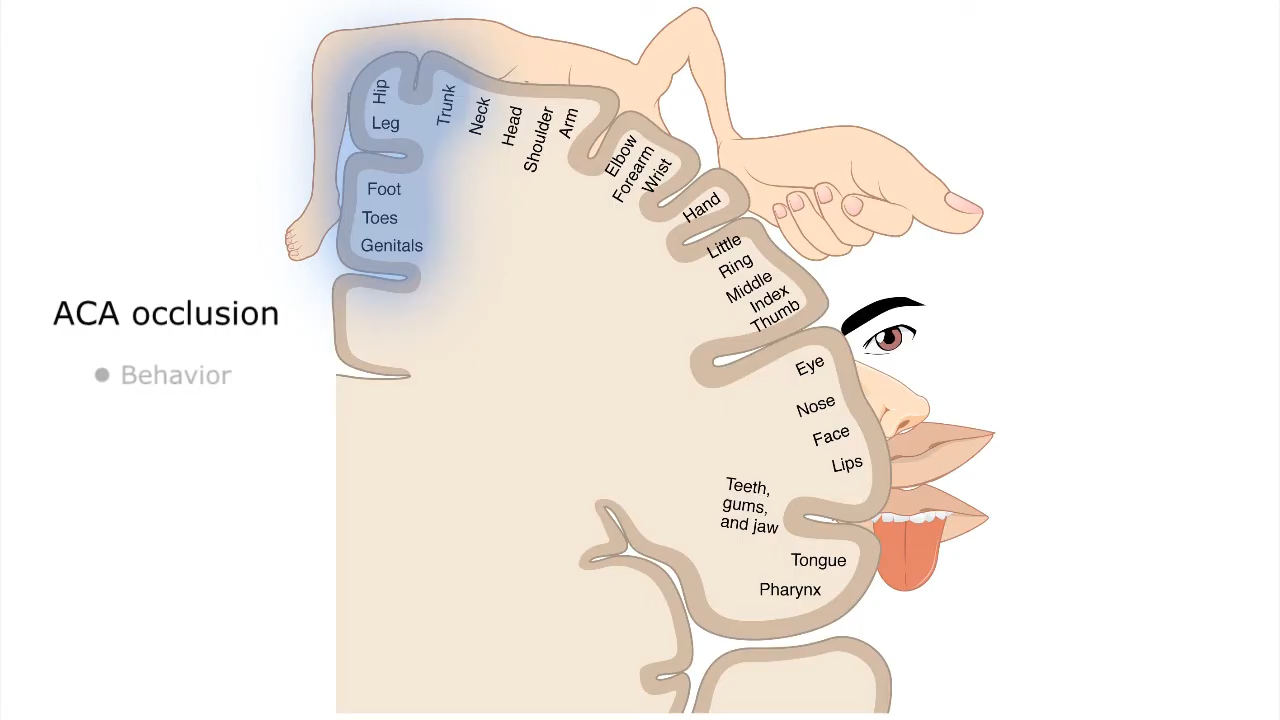 Hip
Leg
Foot
Toes
Genitals
Trunk
Neck
Head
Shoulder
Arm
Elbow
Forearm
Wrist
Hand
Little
Ring
Middle
Index
Thumb
Eye
Nose
Face
Lips
Teeth,
gums,
and jaw
Tongue
Pharynx
ACA occlusion
Behavior